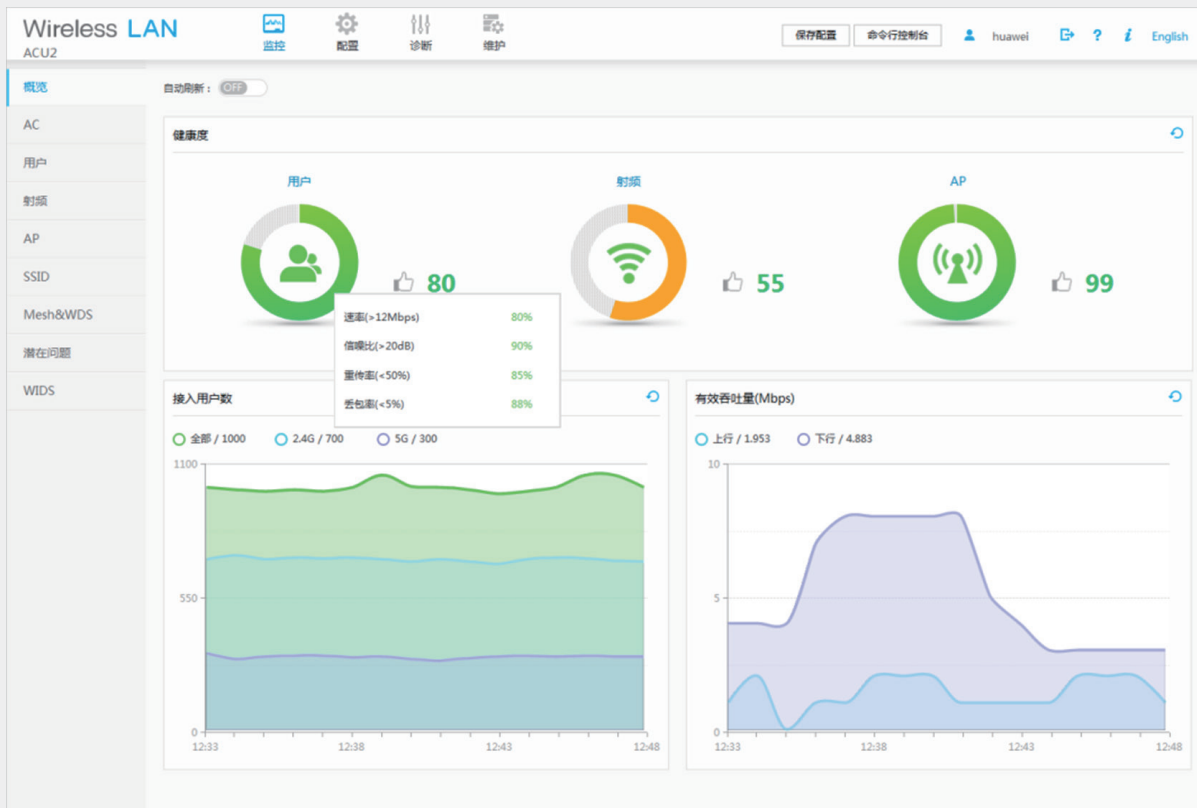 Wireless LAN
ACU2
监控
配置
诊断
维护
保存配置
命令行控制台
huawei
?
i
English
概览
AC
用户
射频
AP
SSID
Mesh&WDS
潜在问题
WIDS
自动刷新：
OFF
健康度
用户
80
射频
55
AP
99
速率(>12Mbps) 80%
信噪比(>20dB) 90%
重传率(<50%) 85%
丢包率(<5%) 88%
接入用户数
全部 / 1000 2.4G / 700 5G / 300
1100
550
0
12:33 12:38 12:43 12:48
有效吞吐量(Mbps)
上行 / 1.953 下行 / 4.883
10
5
0
12:33 12:38 12:43 12:48